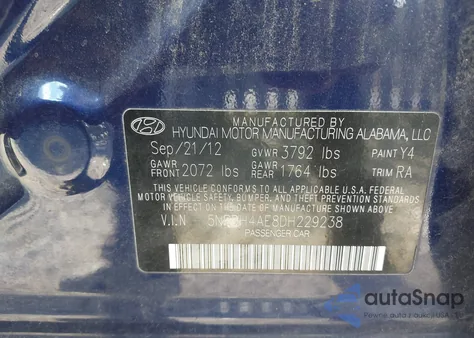 MANUFACTURED BY
HYUNDAI MOTOR MANUFACTURING ALABAMA, LLC
Sep/21/12 GVWR 3792 lbs PAINT Y4
GAWR FRONT 2072 lbs GAWR REAR 1764 lbs TRIM RA
THIS VEHICLE CONFORMS TO ALL APPLICABLE FEDERAL
MOTOR VEHICLE SAFETY, BUMPER, AND THEFT PREVENTION STANDARDS
IN EFFECT ON THE DATE OF MANUFACTURE SHOWN ABOVE.
V.I.N
PASSENGER CAR
autoSnap